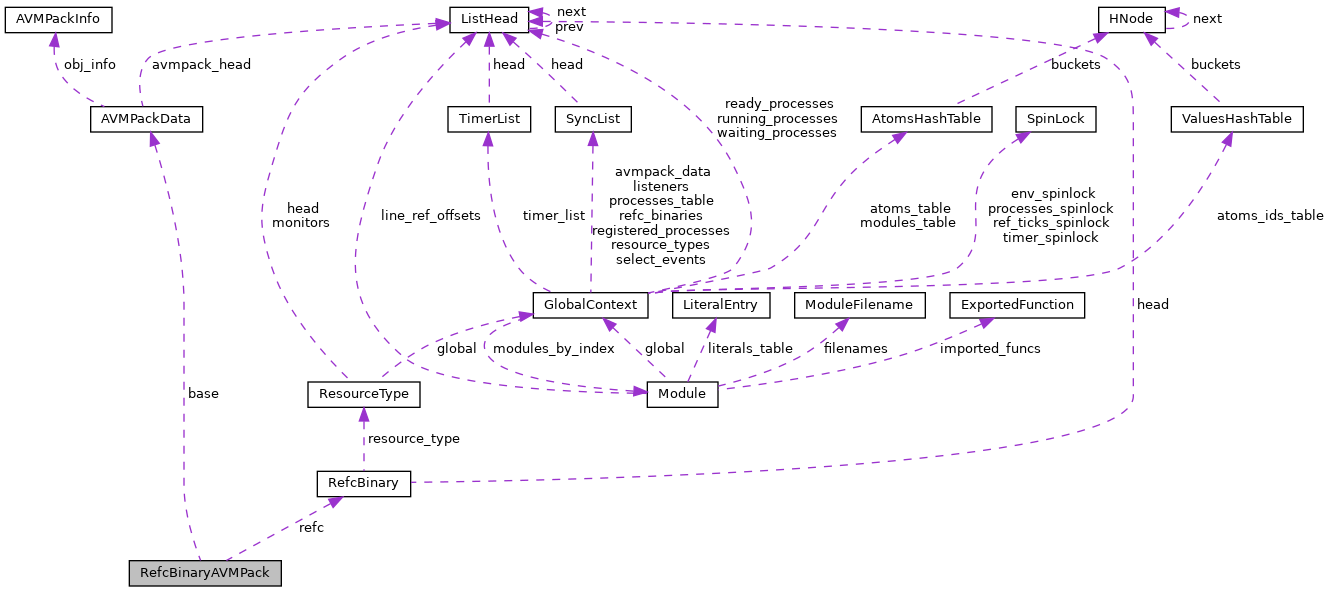 AVMPackInfo
ListHead
next
prev
HNode
next
obj_info
avmpack_head
head
head
buckets
buckets
ready_processes
running_processes
waiting_processes
AVMPackData
TimerList
SyncList
AtomsHashTable
SpinLock
ValuesHashTable
head
monitors
line_ref_offsets
timer_list
avmpack_data
listeners
processes_table
refc_binaries
registered_processes
resource_types
select_events
atoms_table
modules_table
env_spinlock
processes_spinlock
ref_ticks_spinlock
timer_spinlock
atoms_ids_table
GlobalContext
LiteralEntry
ModuleFilename
ExportedFunction
head
global
modules_by_index
global
literals_table
filenames
imported_funcs
base
ResourceType
Module
resource_type
RefcBinary
refc
RefcBinaryAVMPack